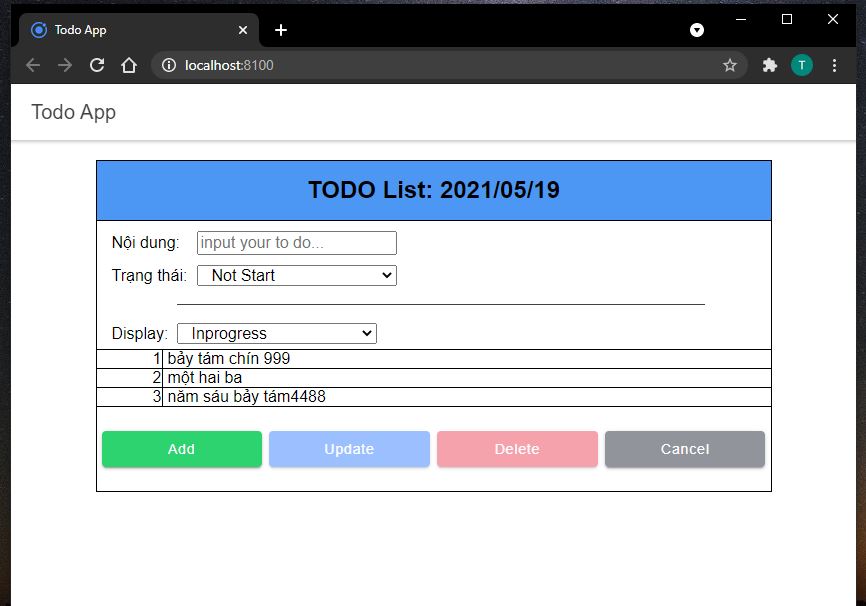 Todo App
localhost:8100
T
Todo App
TODO List: 2021/05/19
Nội dung: input your to do...
Trạng thái: Not Start
Display: Inprogress
1 bảy tám chín 999
2 một hai ba
3 năm sáu bảy tám4488
Add Update Delete Cancel